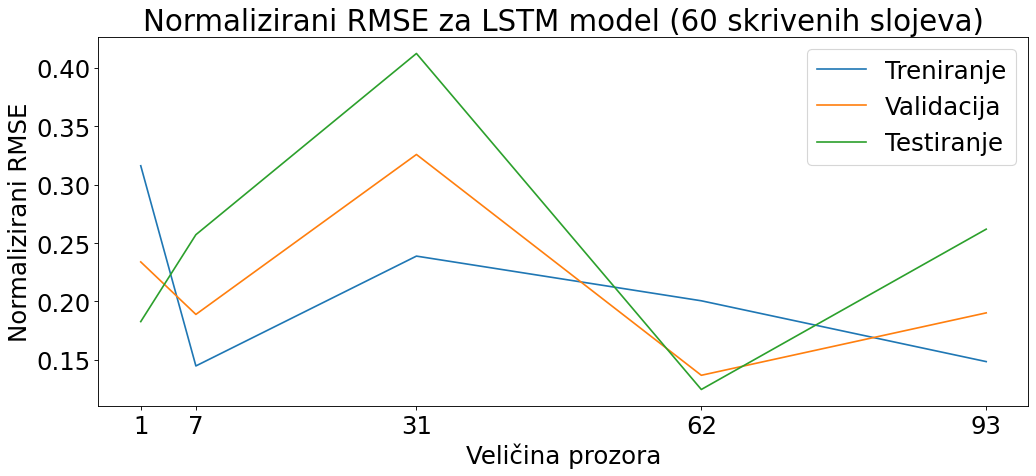 Normalizirani RMSE za LSTM model (60 skrivenih slojeva)
Normalizirani RMSE
0.40
0.35
0.30
0.25
0.20
0.15
Treniranje
Validacija
Testiranje
1 7 31 62 93
Veličina prozora